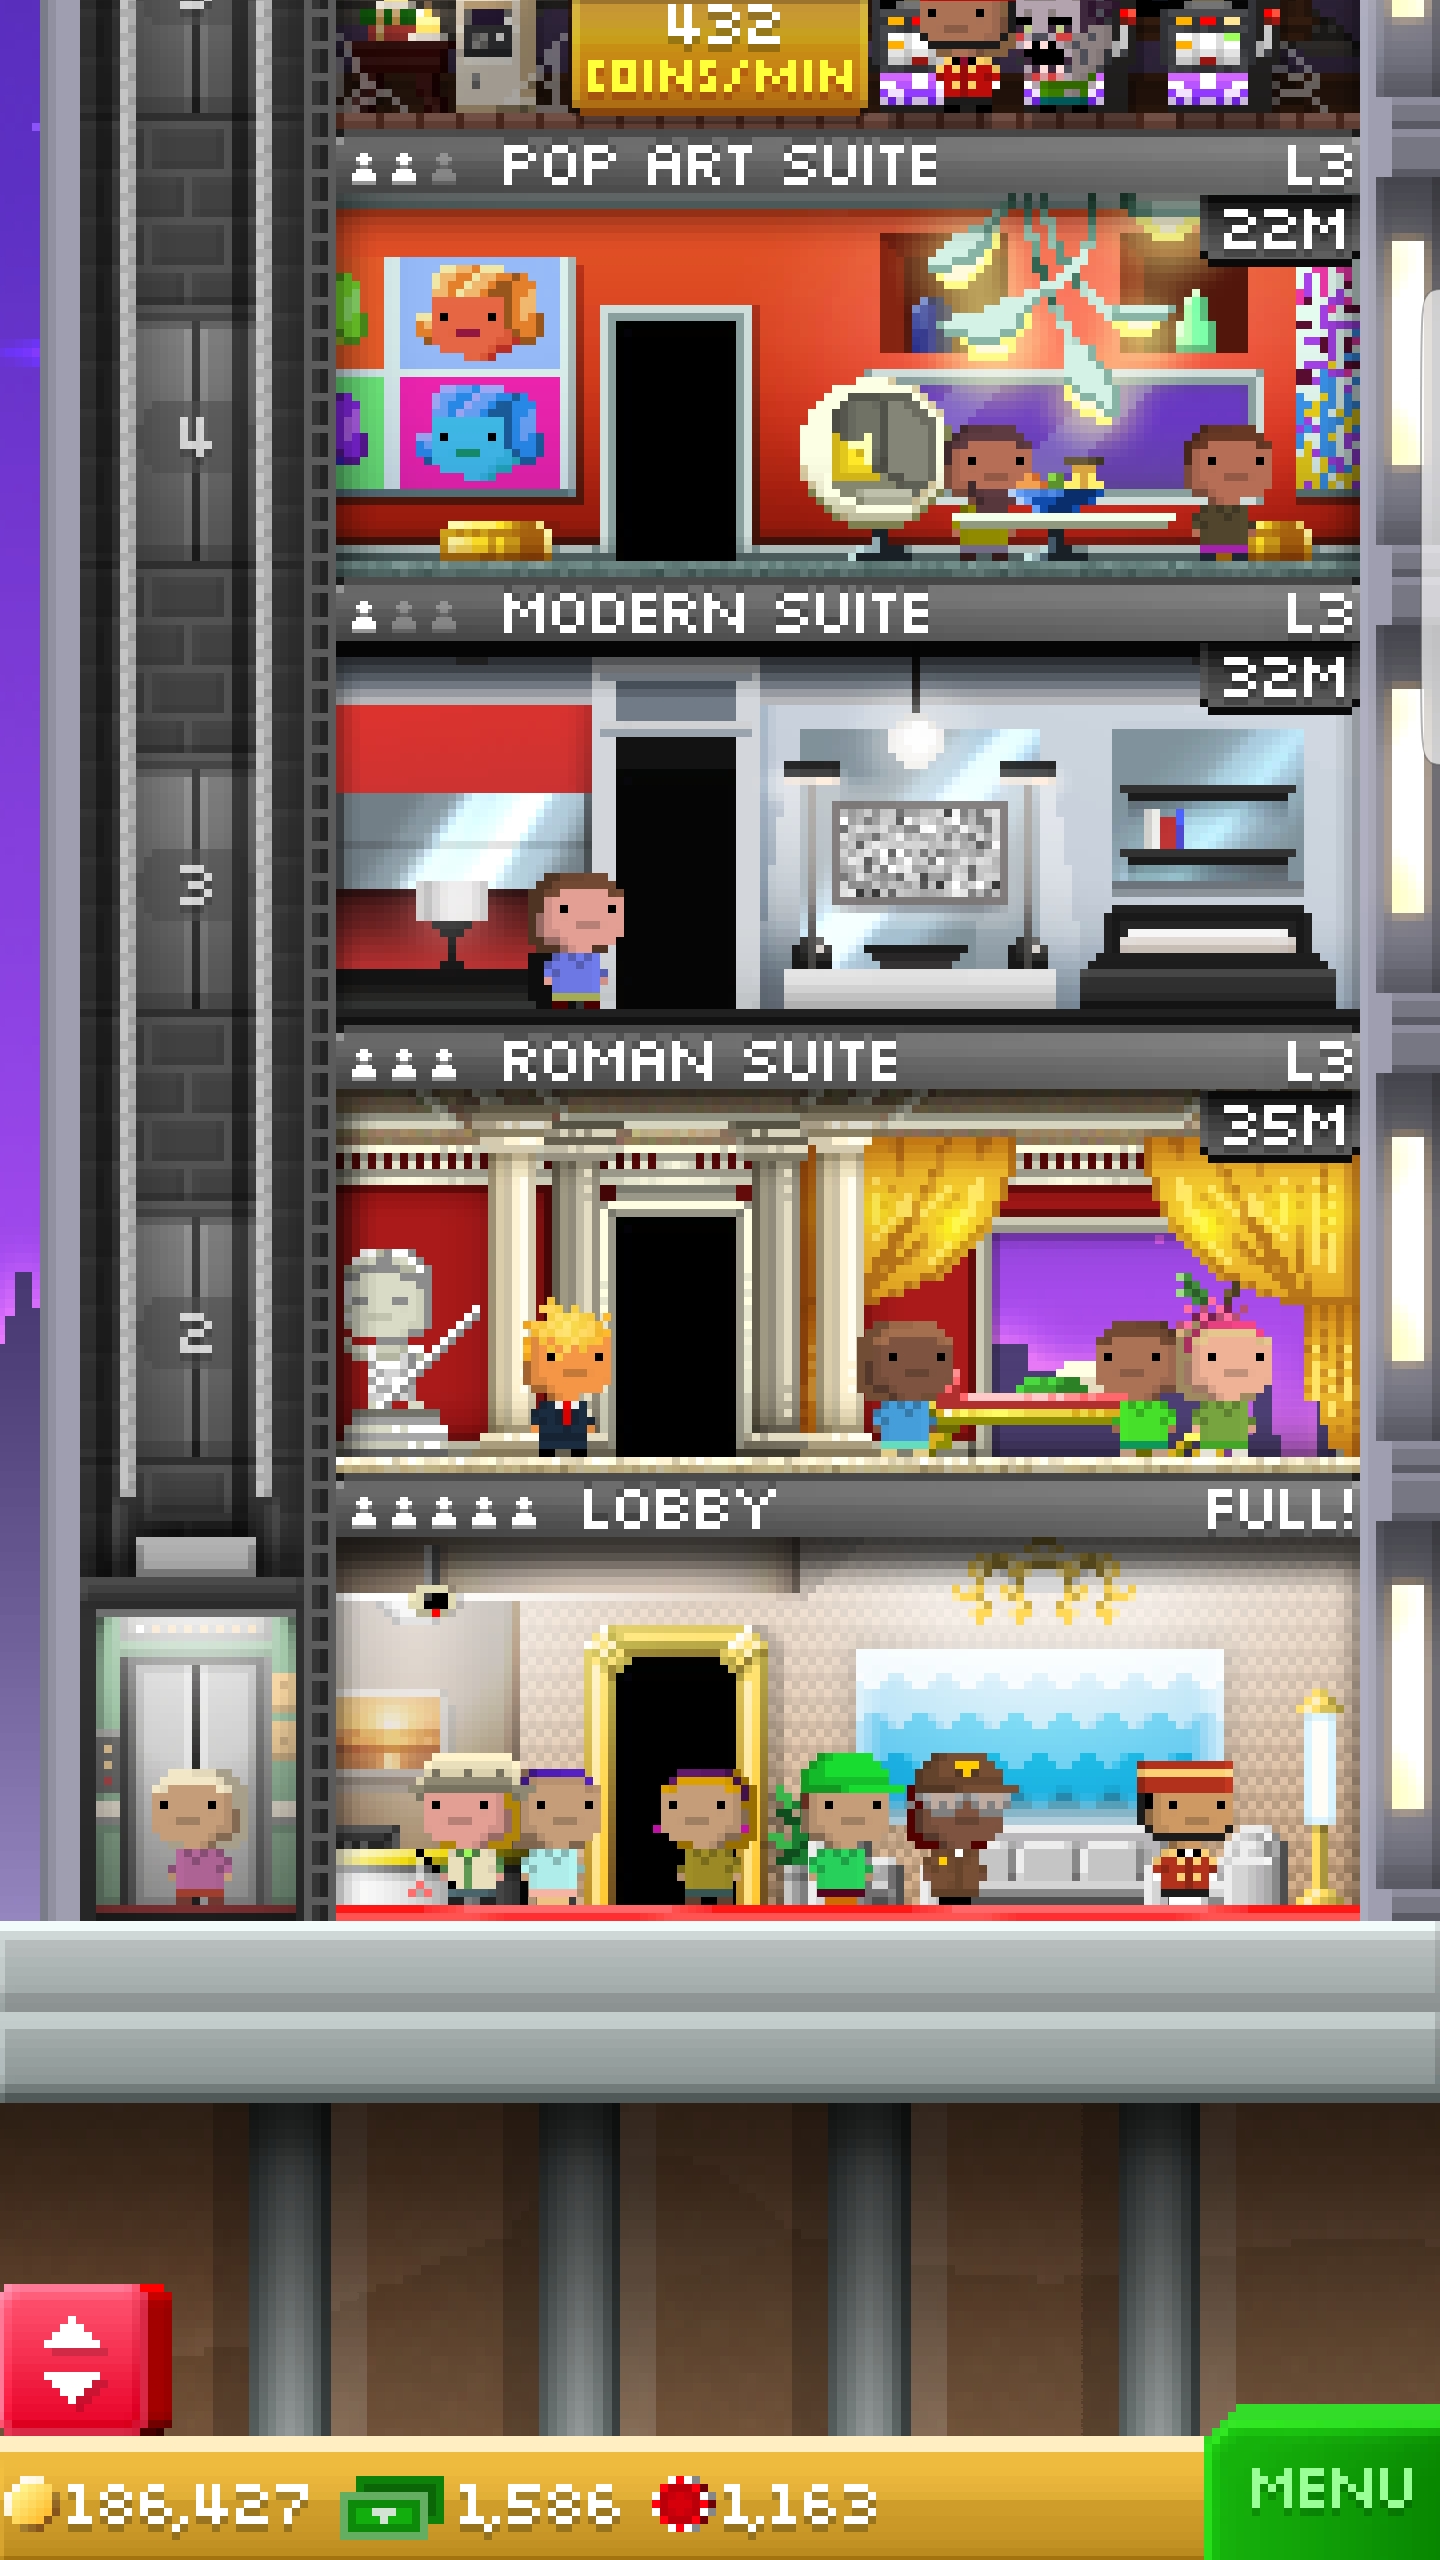 432
COINS/MIN
POP ART SUITE L3
22M
4
MODERN SUITE L3
32M
3
ROMAN SUITE L3
35M
2
LOBBY FULL!
186,427 1,586 1,163
MENU